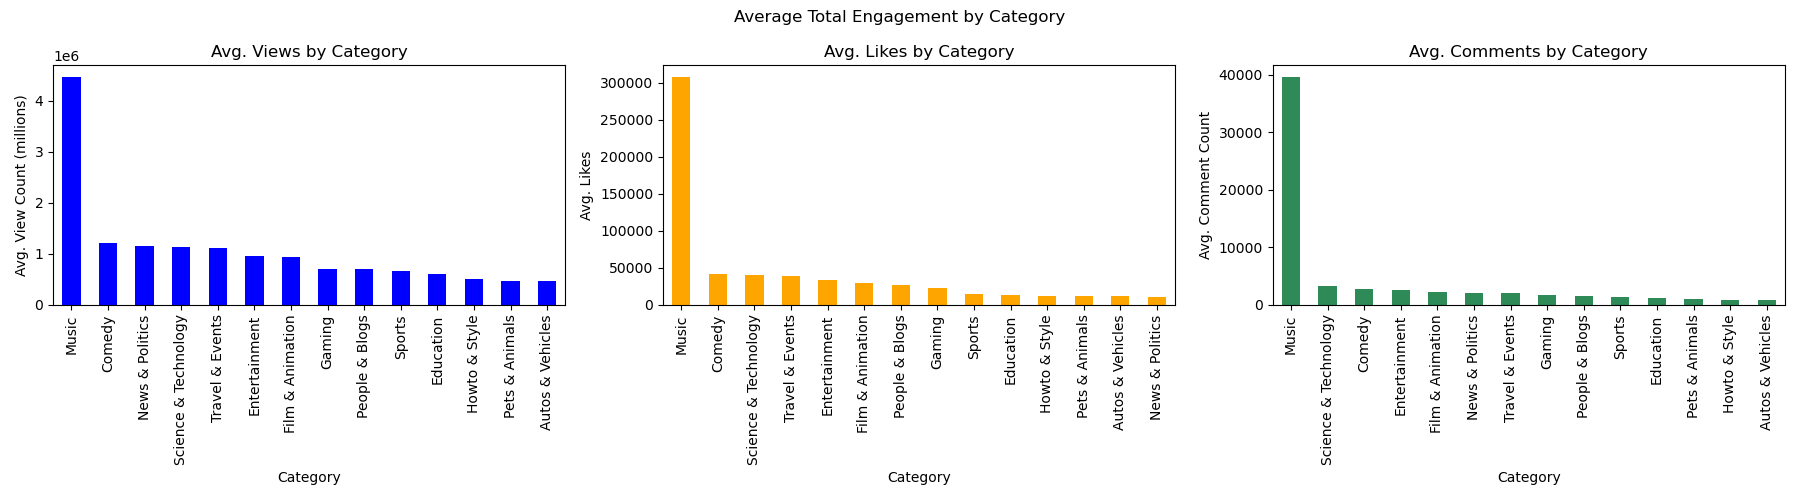 Average Total Engagement by Category
Avg. Views by Category
1e6
Avg. View Count (millions)
4
3
2
1
0
Music
Comedy
News & Politics
Science & Technology
Travel & Events
Entertainment
Film & Animation
Gaming
People & Blogs
Sports
Education
Howto & Style
Pets & Animals
Autos & Vehicles
Category
Avg. Likes by Category
Avg. Likes
300000
250000
200000
150000
100000
50000
0
Music
Comedy
Science & Technology
Travel & Events
Entertainment
Film & Animation
People & Blogs
Gaming
Sports
Education
Howto & Style
Pets & Animals
Autos & Vehicles
News & Politics
Category
Avg. Comments by Category
Avg. Comment Count
40000
30000
20000
10000
0
Music
Science & Technology
Comedy
Entertainment
Film & Animation
News & Politics
Travel & Events
Gaming
People & Blogs
Sports
Education
Pets & Animals
Howto & Style
Autos & Vehicles
Category